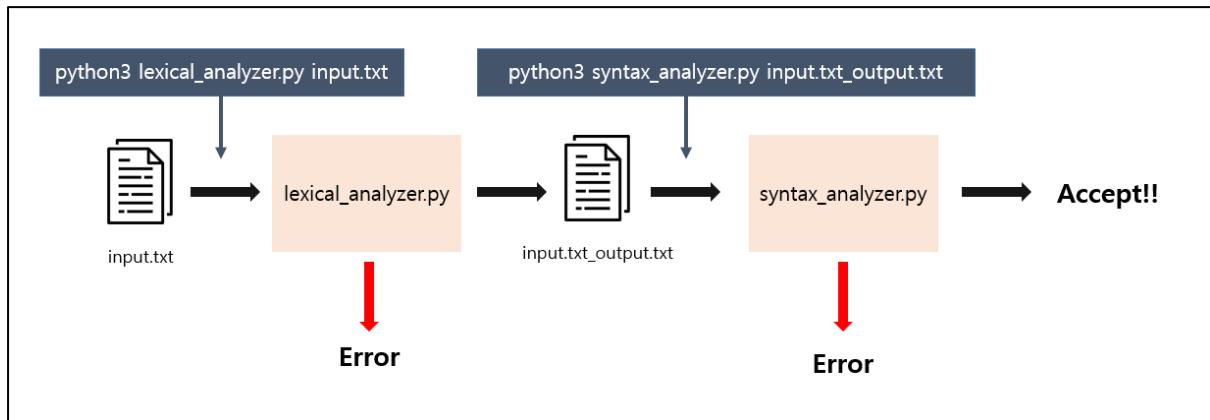 python3 lexical_analyzer.py input.txt
python3 syntax_analyzer.py input.txt_output.txt
lexical_analyzer.py
syntax_analyzer.py
Accept!!
input.txt
input.txt_output.txt
Error
Error